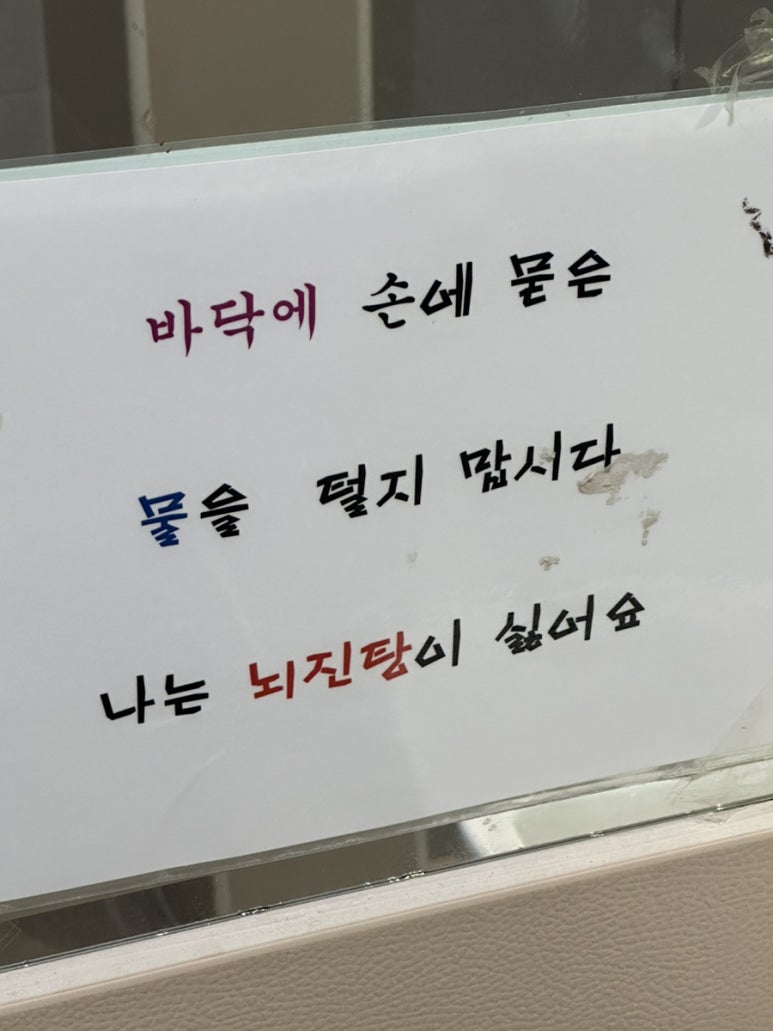 바닥에 손에 묻은
물을 털지 맙시다
나는 뇌진탕이 싫어요